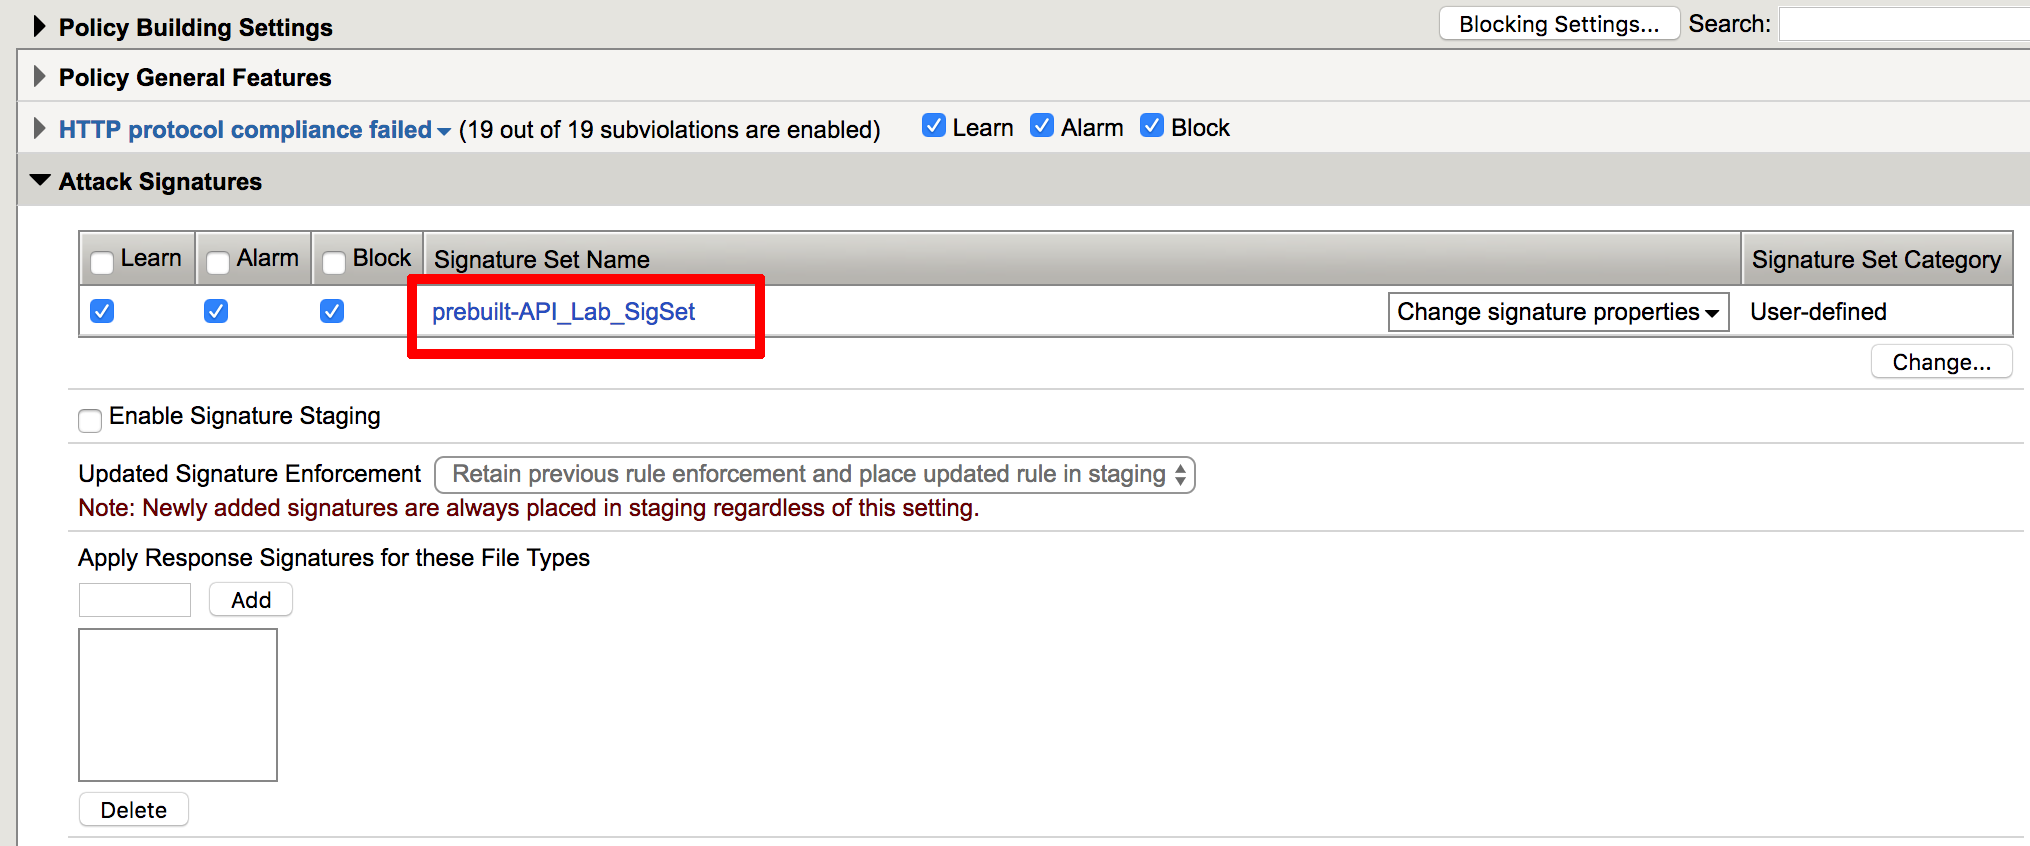 Policy Building Settings
Blocking Settings... Search:
Policy General Features
HTTP protocol compliance failed (19 out of 19 subviolations are enabled) Learn Alarm Block
Attack Signatures
Learn Alarm Block Signature Set Name Signature Set Category
prebuilt-API_Lab_SigSet Change signature properties User-defined
Change...
Enable Signature Staging
Updated Signature Enforcement Retain previous rule enforcement and place updated rule in staging
Note: Newly added signatures are always placed in staging regardless of this setting.
Apply Response Signatures for these File Types
Add
Delete